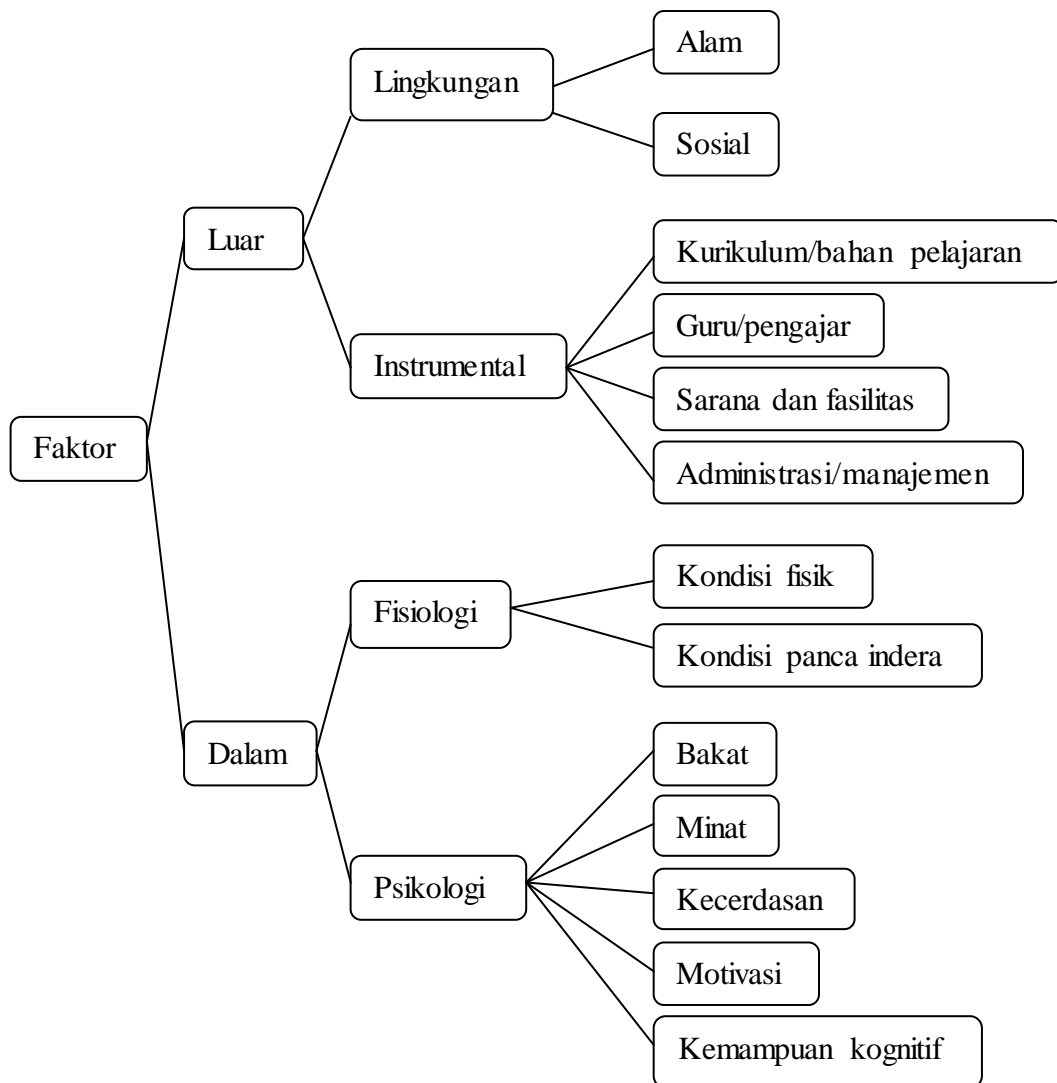 Faktor
Luar
Lingkungan
Alam
Sosial
Instrumental
Kurikulum/bahan pelajaran
Guru/pengajar
Sarana dan fasilitas
Administrasi/manajemen
Dalam
Fisiologi
Kondisi fisik
Kondisi panca indera
Psikologi
Bakat
Minat
Kecerdasan
Motivasi
Kemampuan kognitif